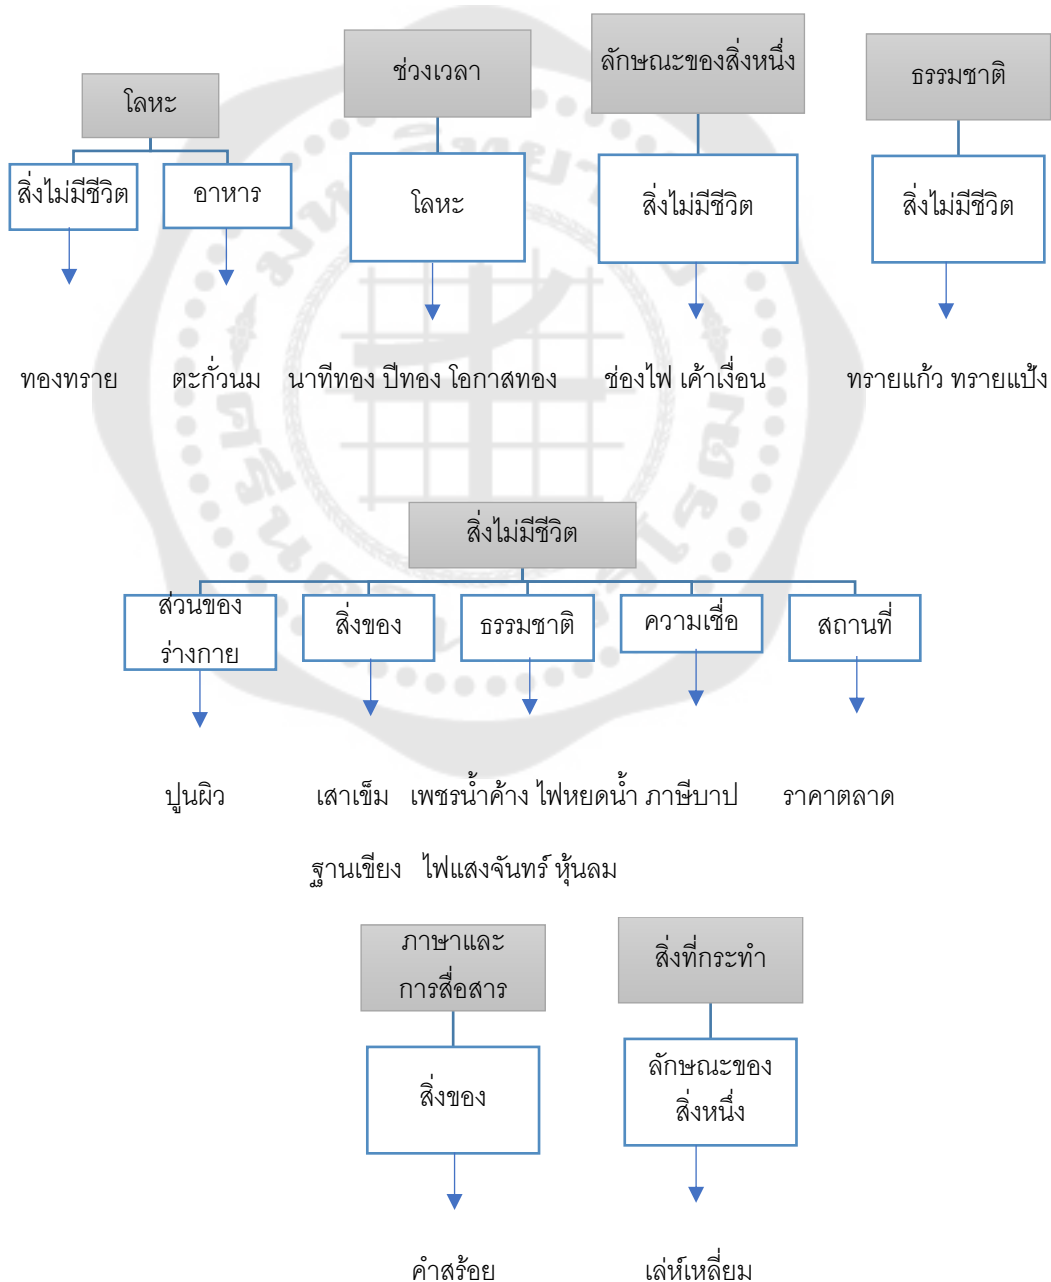 โลหะ
ช่วงเวลา
ลักษณะของสิ่งหนึ่ง
ธรรมชาติ
สิ่งไม่มีชีวิต
อาหาร
โลหะ
สิ่งไม่มีชีวิต
สิ่งไม่มีชีวิต
ทองทราย
ตะกั่วนม
นาทีทอง ปีทอง โอกาสทอง
ช่องไฟ เค้าเงื่อน
ทรายแก้ว ทรายแป้ง
สิ่งไม่มีชีวิต
ส่วนของ
ร่างกาย
สิ่งของ
ธรรมชาติ
ความเชื่อ
สถานที่
ปูนผิว
เสาเข็ม
เพชรน้ำค้าง ไฟหยดน้ำ
ภาษีบาป
ราคาตลาด
ฐานเขียง
ไฟแสงจันทร์ หุ้นลม
ภาษาและ
การสื่อสาร
สิ่งที่กระทำ
สิ่งของ
ลักษณะของ
สิ่งหนึ่ง
คำสร้อย
เล่ห์เหลี่ยม